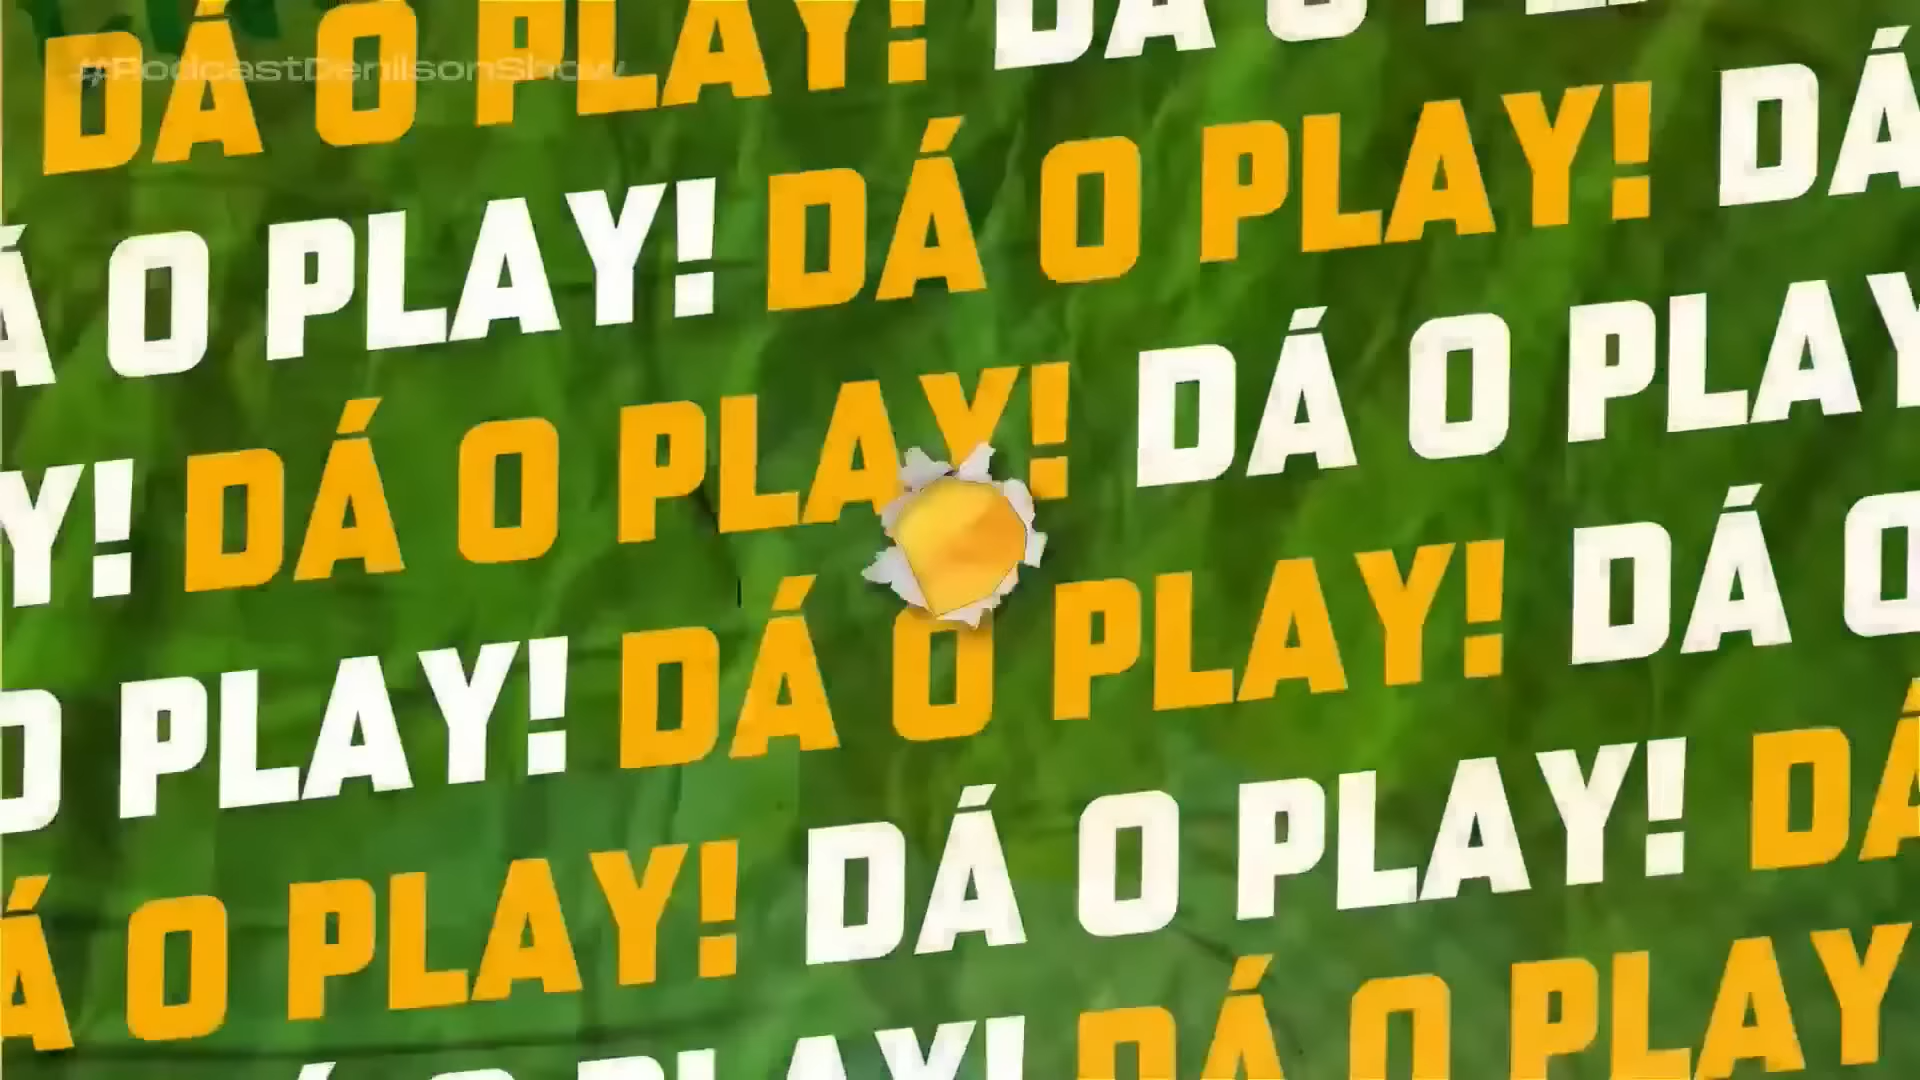 DÁ O PLAY! DÁ O PLAY!
#PodcastDenilsonShow
DÁ O PLAY! DÁ O PLAY! DÁ
Y! DÁ O PLAY! DÁ O PLAY
O PLAY! DÁ O PLAY! DÁ O
Á O PLAY! DÁ O PLAY! DÁ
DÁ O PLAY! DÁ O PLAY